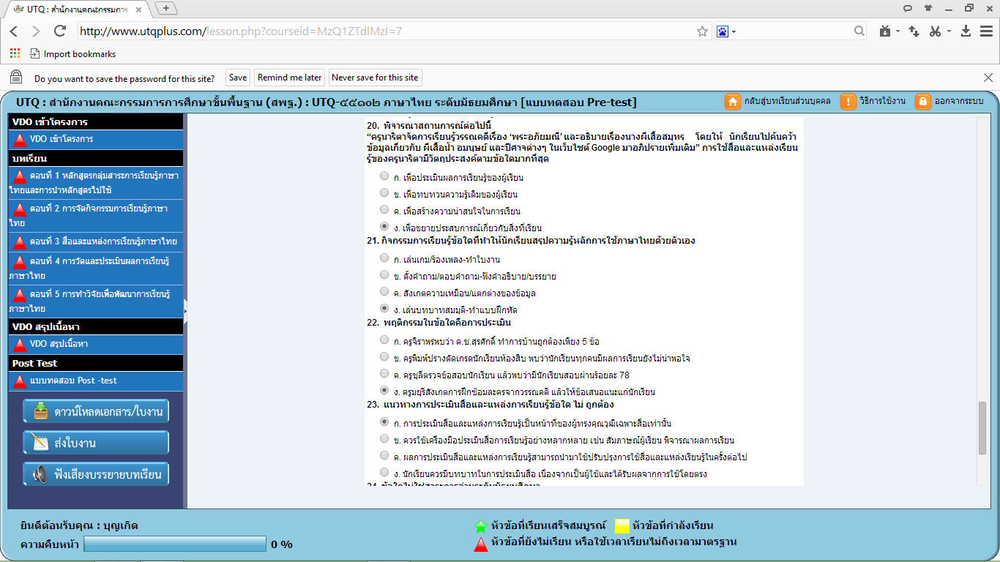 UTQ : สำนักงานคณะกรรมการ
http://www.utqplus.com/lesson.php?courseid=MzQ1ZTdlMzI=7
Import bookmarks
Do you want to save the password for this site? Save Remind me later Never save for this site
UTQ : สำนักงานคณะกรรมการการศึกษาขั้นพื้นฐาน (สพฐ.) : UTQ-๕๕๑๐๒ ภาษาไทย ระดับมัธยมศึกษา [แบบทดสอบ Pre-test]
กลับสู่บทเรียนส่วนบุคคล วิธีการใช้งาน ออกจากระบบ
VDO เข้าโครงการ
VDO เข้าโครงการ
บทเรียน
ตอนที่ 1 หลักสูตรกลุ่มสาระการเรียนรู้ภาษา
ไทยและการนำหลักสูตรไปใช้
ตอนที่ 2 การจัดกิจกรรมการเรียนรู้ภาษา
ไทย
ตอนที่ 3 สื่อและแหล่งการเรียนรู้ภาษาไทย
ตอนที่ 4 การวัดและประเมินผลการเรียนรู้
ภาษาไทย
ตอนที่ 5 การทำวิจัยเพื่อพัฒนาการเรียนรู้
ภาษาไทย
VDO สรุปเนื้อหา
VDO สรุปเนื้อหา
Post Test
แบบทดสอบ Post -test
ดาวน์โหลดเอกสาร/ใบงาน
ส่งใบงาน
ฟังเสียงบรรยายบทเรียน
20. พิจารณาสถานการณ์ต่อไปนี้
“ครูนาริตาจัดการเรียนรู้วรรณคดีเรื่อง ‘พระอภัยมณี’ และอธิบายเรื่องนางผีเสื้อสมุทร โดยให้ นักเรียนไปค้นคว้า
ข้อมูลเกี่ยวกับ ผีเสื้อน้ำ อมนุษย์ และปีศาจต่างๆ ในเว็บไซต์ Google มาอภิปรายเพิ่มเติม” การใช้สื่อและแหล่งเรียน
รู้ของครูนาริตามีวัตถุประสงค์ตามข้อใดมากที่สุด
ก. เพื่อประเมินผลการเรียนรู้ของผู้เรียน
ข. เพื่อทบทวนความรู้เดิมของผู้เรียน
ค. เพื่อสร้างความน่าสนใจในการเรียน
ง. เพื่อขยายประสบการณ์เกี่ยวกับสิ่งที่เรียน
21. กิจกรรมการเรียนรู้ข้อใดที่ทำให้นักเรียนสรุปความรู้หลักการใช้ภาษาไทยด้วยตัวเอง
ก. เล่นเกม/ร้องเพลง-ทำใบงาน
ข. ตั้งคำถาม/ตอบคำถาม-ฟังคำอธิบาย/บรรยาย
ค. สังเกตความเหมือน/แตกต่างของข้อมูล
ง. เล่นบทบาทสมมุติ-ทำแบบฝึกหัด
22. พฤติกรรมในข้อใดคือการประเมิน
ก. ครูจิราพรพบว่า ด.ช.สุรศักดิ์ ทำการบ้านถูกต้องเพียง 5 ข้อ
ข. ครูพิมพ์ปรางตัดเกรดนักเรียนห้องสิบ พบว่านักเรียนทุกคนมีผลการเรียนยังไม่น่าพอใจ
ค. ครูชุลีตรวจข้อสอบนักเรียน แล้วพบว่ามีนักเรียนสอบผ่านร้อยละ 78
ง. ครูมยุรีสังเกตการฝึกซ้อมละครจากวรรณคดี แล้วให้ข้อเสนอแนะแก่นักเรียน
23. แนวทางการประเมินสื่อและแหล่งการเรียนรู้ข้อใด ไม่ ถูกต้อง
ก. การประเมินสื่อและแหล่งการเรียนรู้เป็นหน้าที่ของผู้ทรงคุณวุฒิเฉพาะสื่อเท่านั้น
ข. ควรใช้เครื่องมือประเมินสื่อการเรียนรู้อย่างหลากหลาย เช่น สัมภาษณ์ผู้เรียน พิจารณาผลการเรียน
ค. ผลการประเมินสื่อและแหล่งการเรียนรู้สามารถนำมาใช้ปรับปรุงการใช้สื่อและแหล่งเรียนรู้ในครั้งต่อไป
ง. นักเรียนควรมีบทบาทในการประเมินสื่อ เนื่องจากเป็นผู้ใช้และได้รับผลจากการใช้โดยตรง
ยินดีต้อนรับคุณ : บุญเกิด
ความคืบหน้า 0 %
หัวข้อที่เรียนเสร็จสมบูรณ์ หัวข้อที่กำลังเรียน
หัวข้อที่ยังไม่เรียน หรือใช้เวลาเรียนไม่ถึงเวลามาตรฐาน